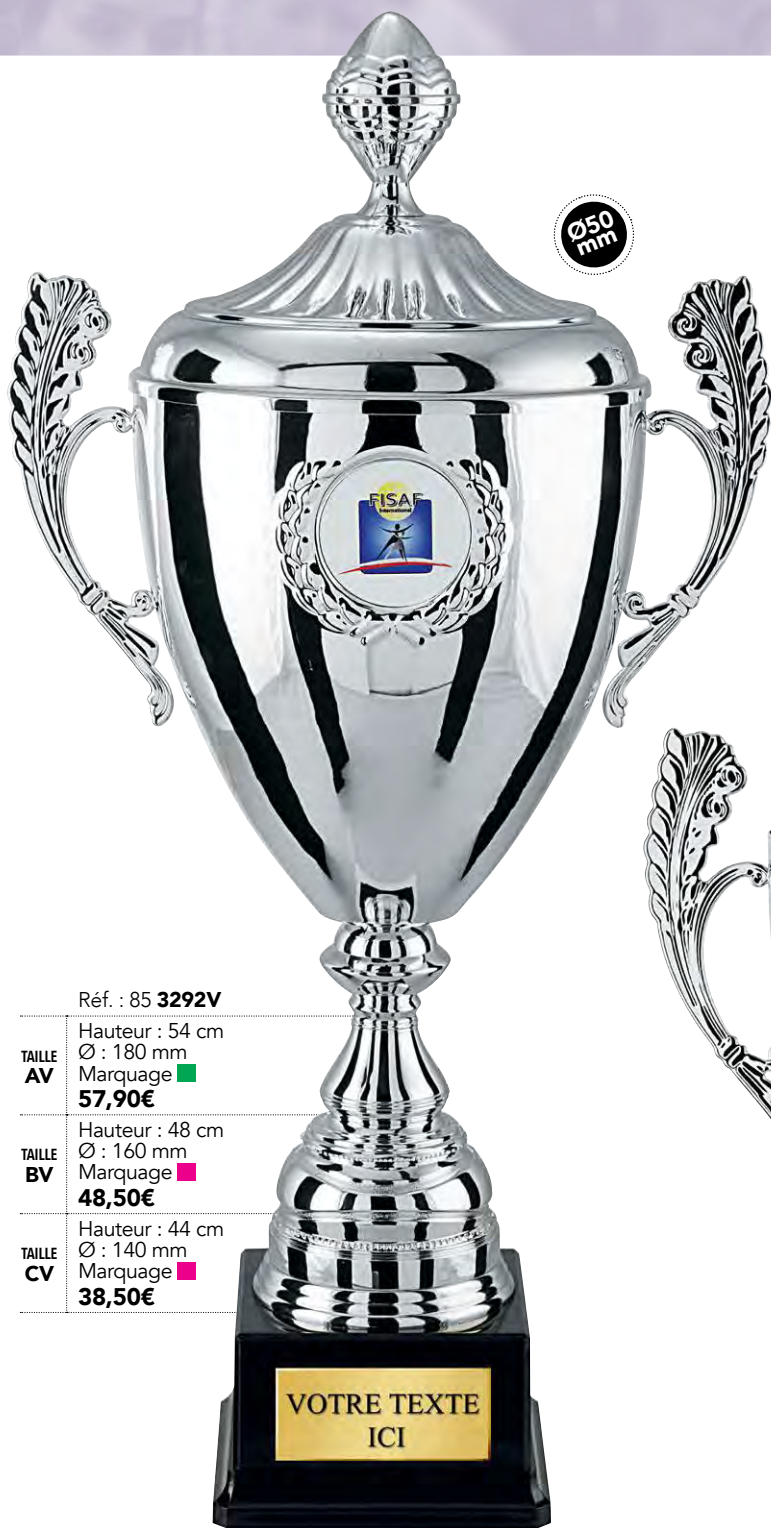 Ø50
mm
FISAF
International
Réf. : 85 3292V
TAILLE
AV
Hauteur : 54 cm
Ø : 180 mm
Marquage
57,90€
TAILLE
BV
Hauteur : 48 cm
Ø : 160 mm
Marquage
48,50€
TAILLE
CV
Hauteur : 44 cm
Ø : 140 mm
Marquage
38,50€
VOTRE TEXTE
ICI